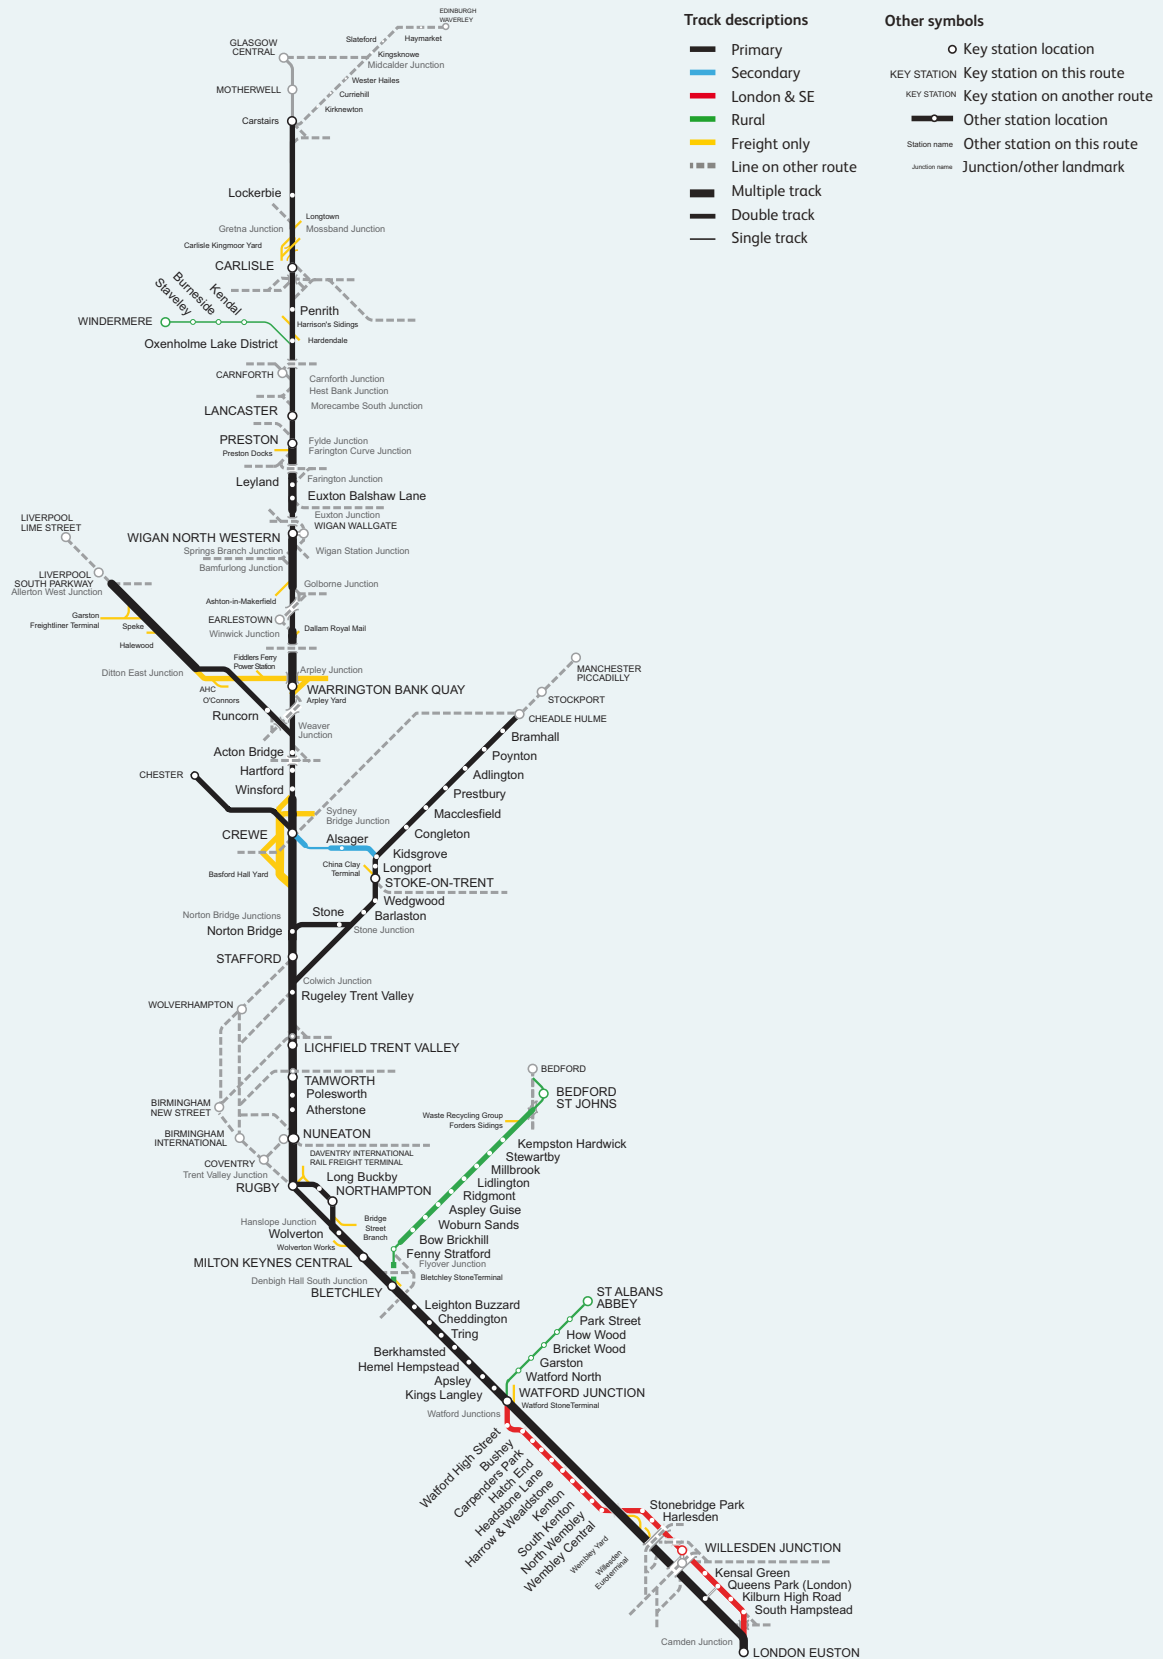 Track descriptions
Primary
Secondary
London & SE
Rural
Freight only
Line on other route
Multiple track
Double track
Single track
Other symbols
Key station location
KEY STATION Key station on this route
KEY STATION Key station on another route
Other station location
Station name Other station on this route
Junction name Junction/other landmark
EDINBURGH
WAVERLEY
Haymarket
Slateford
GLASGOW
CENTRAL
Kingsknowe
Midcalder Junction
Wester Hailes
MOTHERWELL
Curriehill
Kirknewton
Carstairs
Lockerbie
Longtown
Gretna Junction
Mossband Junction
Carlisle Kingmoor Yard
CARLISLE
Kendal
Burneside
Staveley
WINDERMERE
Penrith
Harrison's Sidings
Hardendale
Oxenholme Lake District
CARNFORTH
Carnforth Junction
Hest Bank Junction
Morecambe South Junction
LANCASTER
PRESTON
Fylde Junction
Preston Docks
Farington Curve Junction
Farington Junction
Leyland
Euxton Balshaw Lane
Euxton Junction
LIVERPOOL
LIME STREET
WIGAN WALLGATE
WIGAN NORTH WESTERN
Springs Branch Junction
Wigan Station Junction
Bamfurlong Junction
LIVERPOOL
SOUTH PARKWAY
Allerton West Junction
Golborne Junction
Ashton-in-Makerfield
Garston
Freightliner Terminal
Speke
EARLESTOWN
Winwick Junction
Dallam Royal Mail
Halewood
Fiddlers Ferry
Power Station
Ditton East Junction
Arpley Junction
AHC
O'Connors
WARRINGTON BANK QUAY
Arpley Yard
MANCHESTER
PICCADILLY
STOCKPORT
CHEADLE HULME
Runcorn
Weaver
Junction
Bramhall
Acton Bridge
Poynton
Hartford
Adlington
CHESTER
Winsford
Prestbury
Sydney
Bridge Junction
Macclesfield
CREWE
Alsager
Congleton
Kidsgrove
China Clay
Terminal
Longport
Basford Hall Yard
STOKE-ON-TRENT
Wedgwood
Norton Bridge Junctions
Stone
Barlaston
Norton Bridge
Stone Junction
STAFFORD
Colwich Junction
Rugeley Trent Valley
WOLVERHAMPTON
LICHFIELD TRENT VALLEY
TAMWORTH
Polesworth
Atherstone
BIRMINGHAM
NEW STREET
BIRMINGHAM
INTERNATIONAL
NUNEATON
COVENTRY
Trent Valley Junction
DAVENTRY INTERNATIONAL
RAIL FREIGHT TERMINAL
RUGBY
Long Buckby
NORTHAMPTON
BEDFORD
BEDFORD
ST JOHNS
Waste Recycling Group
Forders Sidings
Kempston Hardwick
Stewartby
Millbrook
Lidlington
Ridgmont
Aspley Guise
Woburn Sands
Bow Brickhill
Fenny Stratford
Flyover Junction
Hanslope Junction
Bridge
Street
Branch
Wolverton
Wolverton Works
MILTON KEYNES CENTRAL
Denbigh Hall South Junction
Bletchley StoneTerminal
BLETCHLEY
Leighton Buzzard
Cheddington
Tring
Berkhamsted
Hemel Hempstead
Apsley
Kings Langley
ST ALBANS
ABBEY
Park Street
How Wood
Bricket Wood
Garston
Watford North
WATFORD JUNCTION
Watford StoneTerminal
Watford Junctions
Watford High Street
Bushey
Carpenders Park
Hatch End
Headstone Lane
Harrow & Wealdstone
Kenton
South Kenton
North Wembley
Wembley Central
Wembley Yard
Willesden
Euroterminal
Stonebridge Park
Harlesden
WILLESDEN JUNCTION
Kensal Green
Queens Park (London)
Kilburn High Road
South Hampstead
Camden Junction
LONDON EUSTON